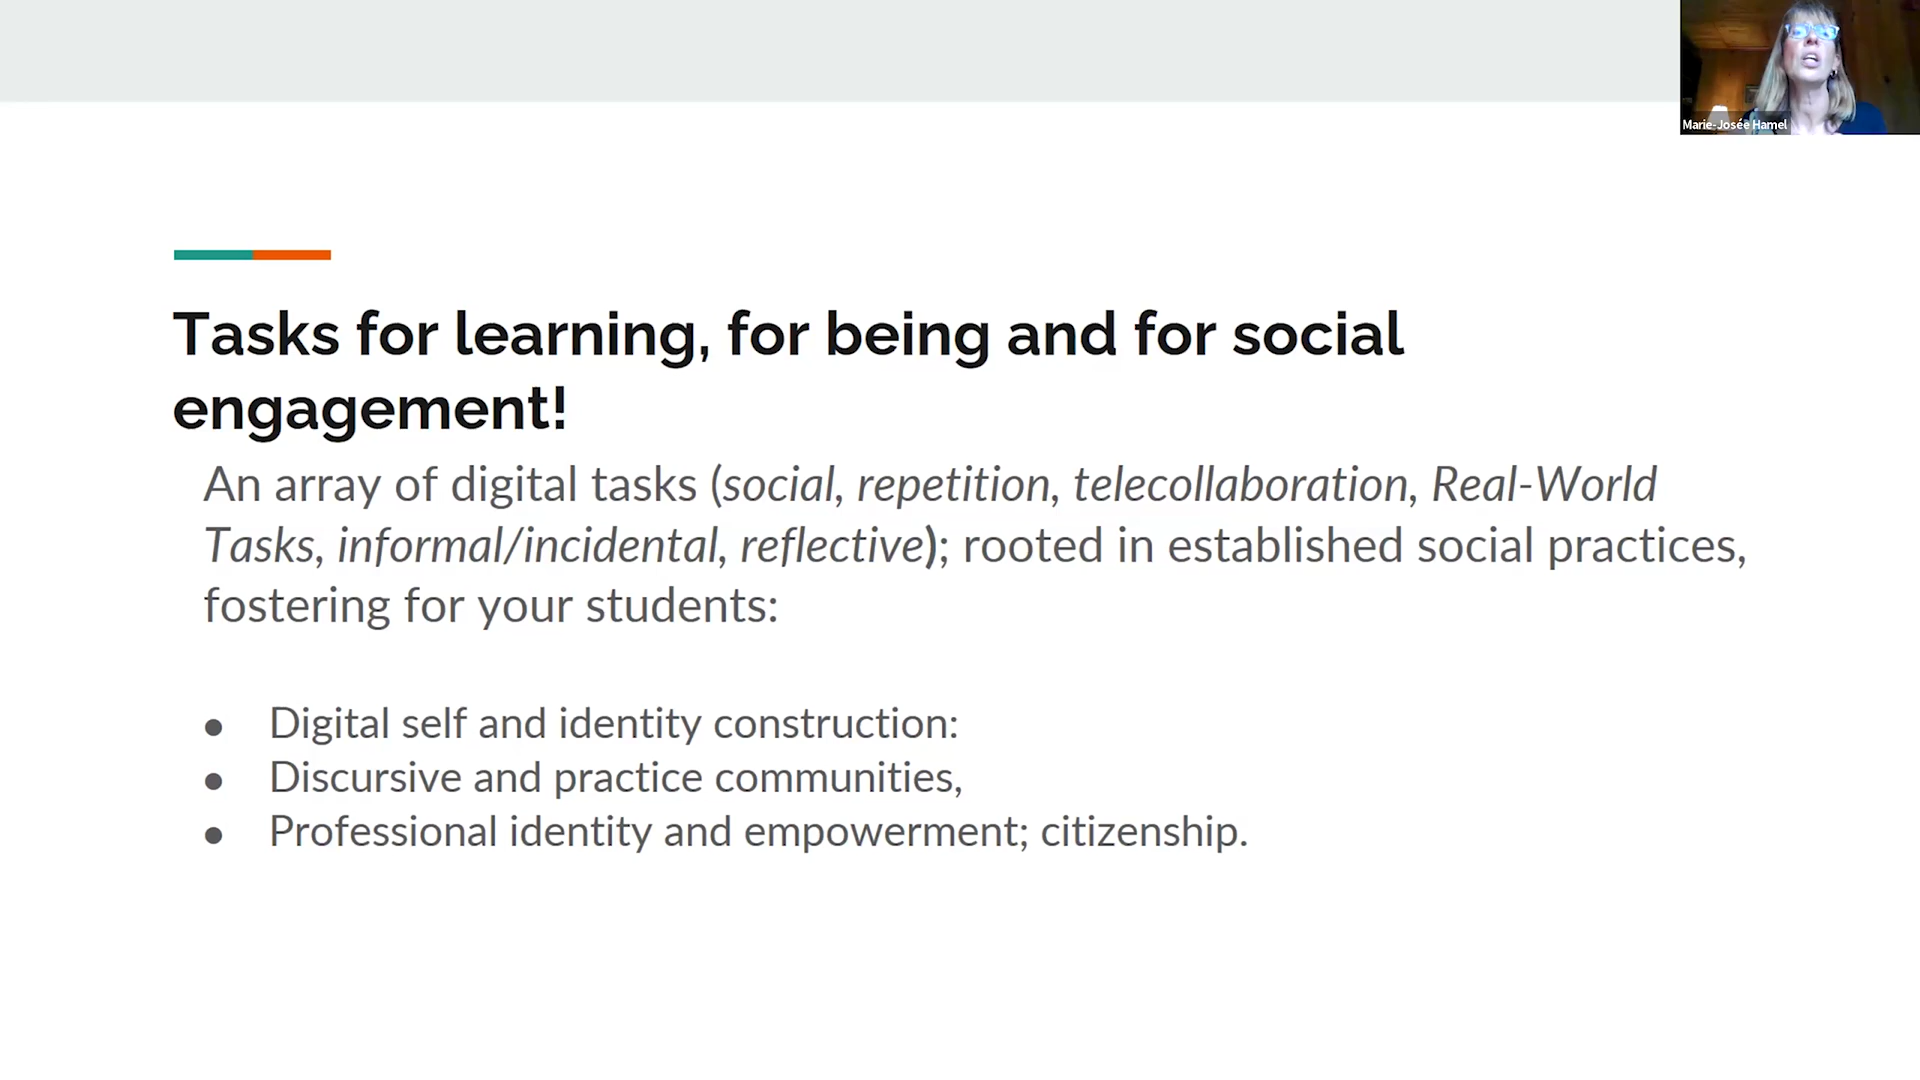 Marie-Josée Hamel
Tasks for learning, for being and for social
engagement!
An array of digital tasks (social, repetition, telecollaboration, Real-World
Tasks, informal/incidental, reflective); rooted in established social practices,
fostering for your students:
● Digital self and identity construction:
● Discursive and practice communities,
● Professional identity and empowerment; citizenship.